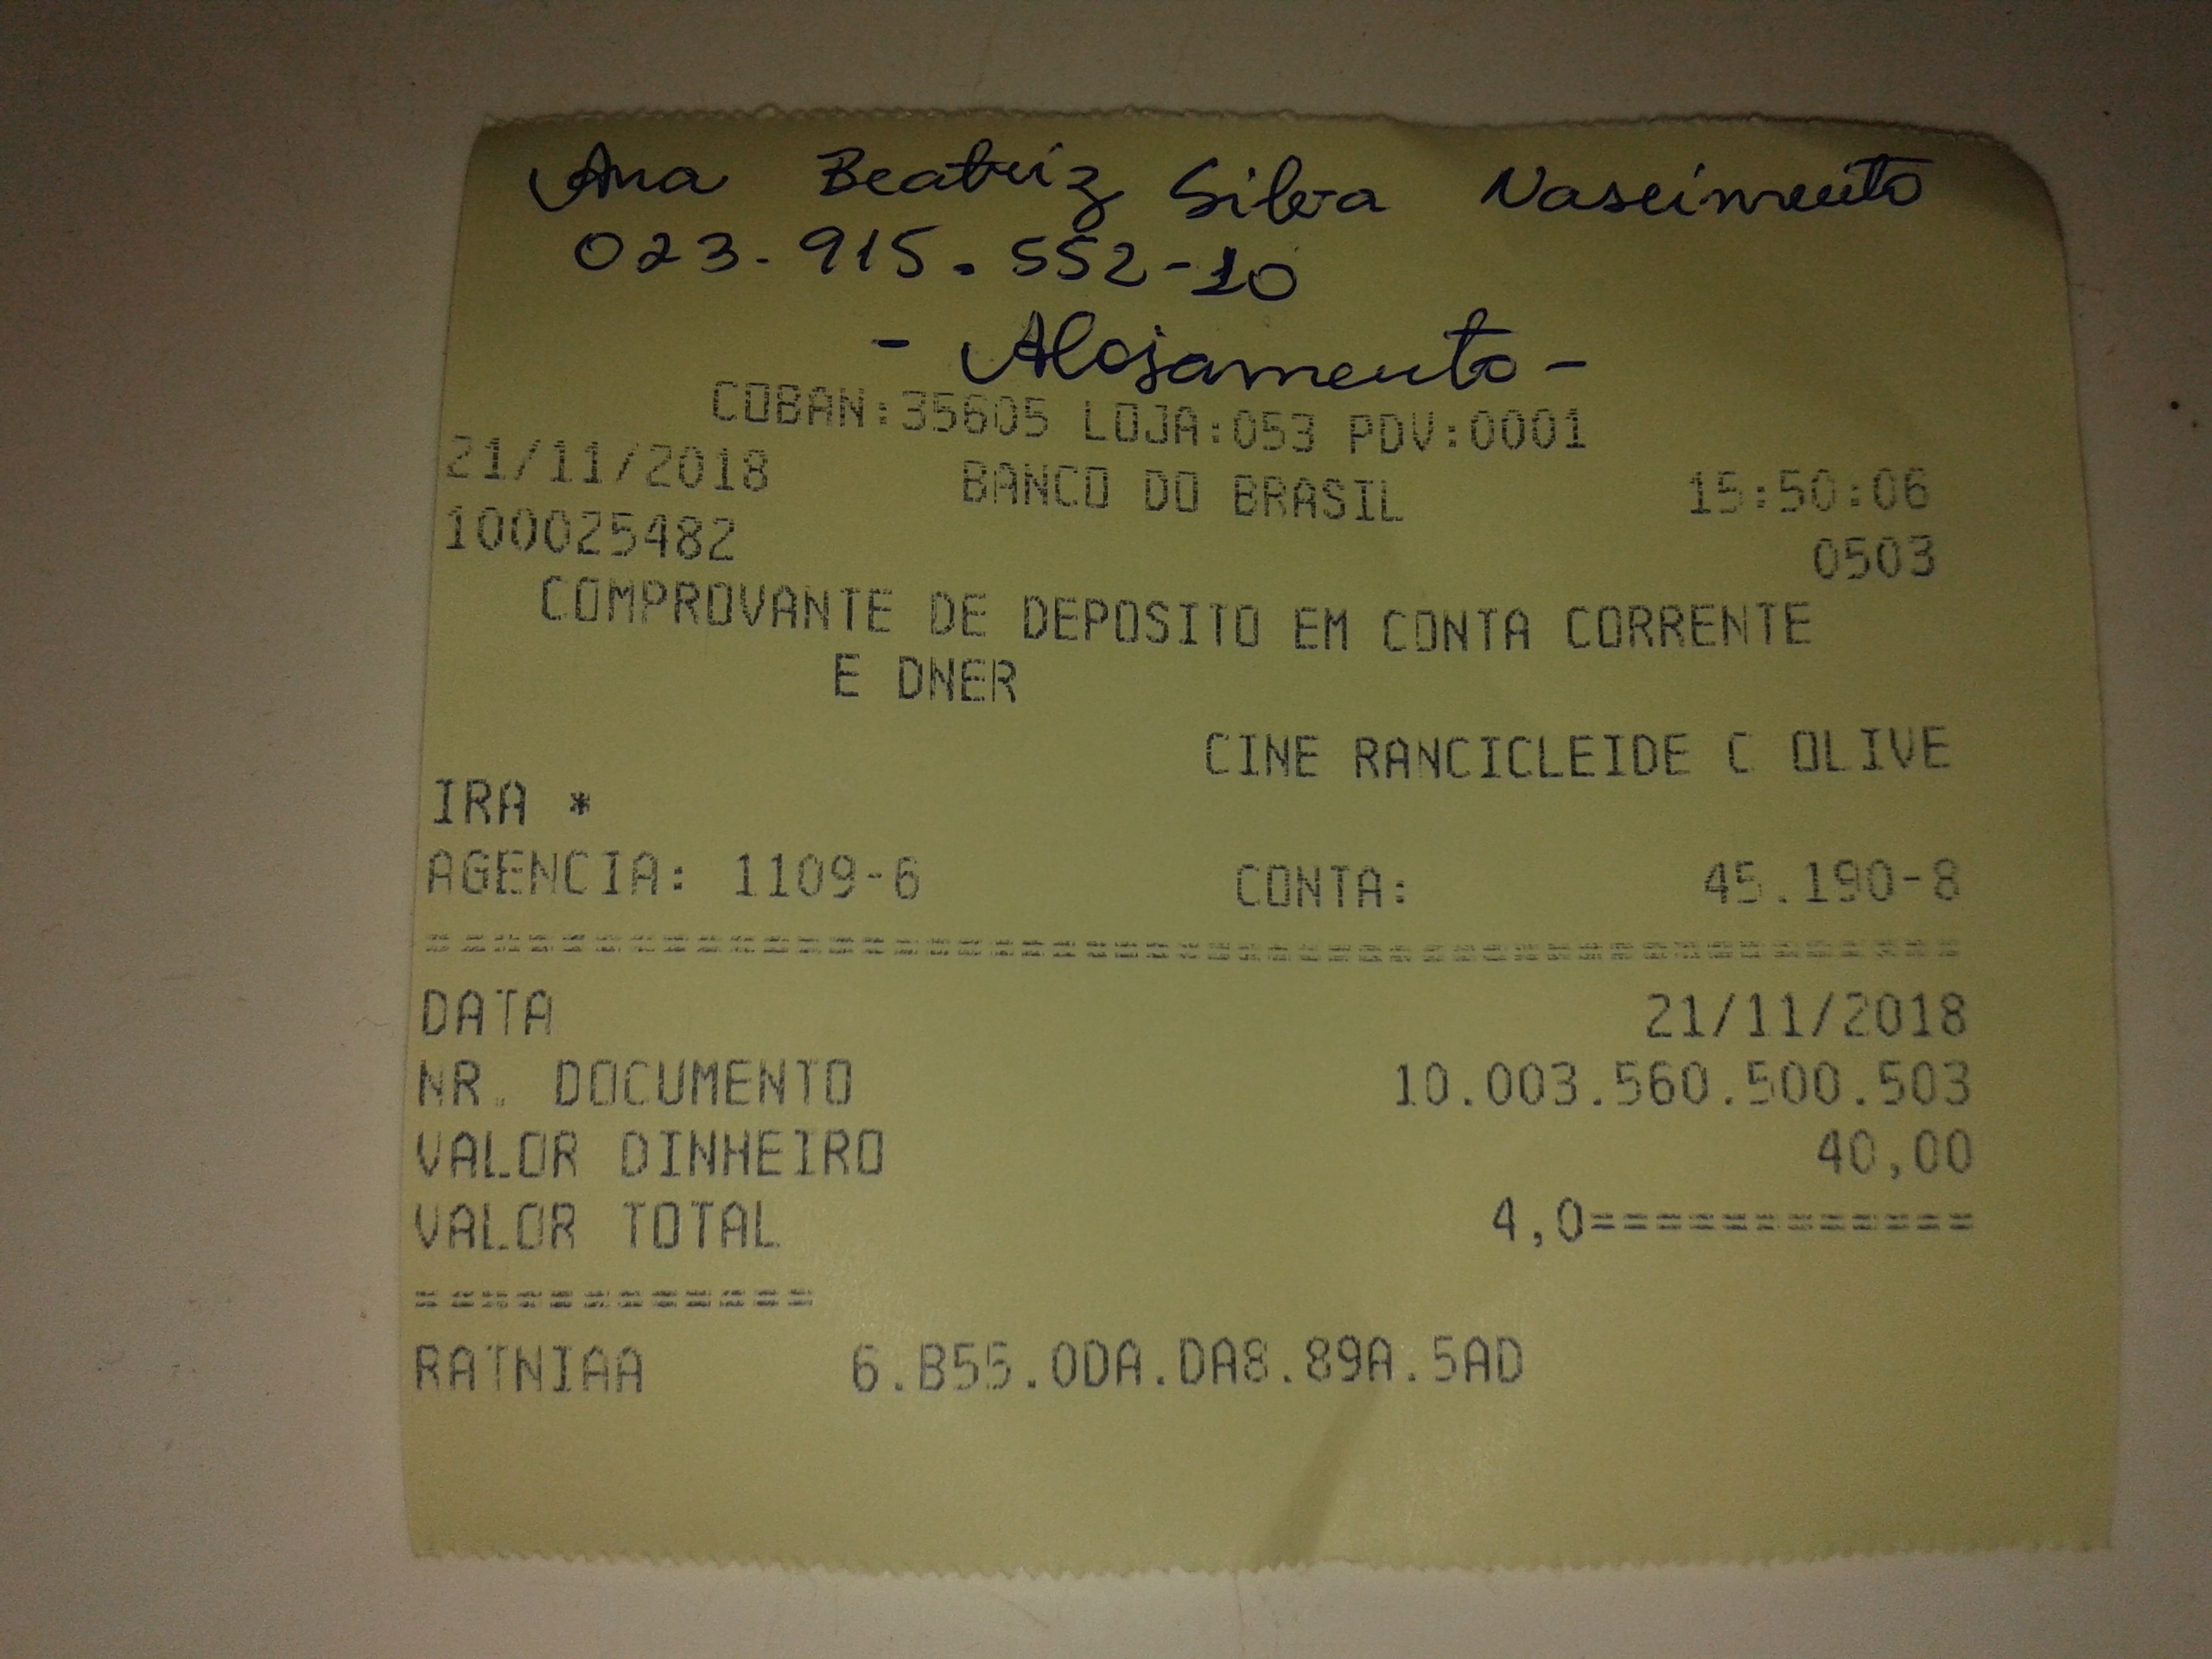 Ana Beatriz Silva Nascimento
023.915.552-10
- Alojamento -
COBAN:35605 LOJA:053 PDV:0001
21/11/2018 BANCO DO BRASIL 15:50:06
100025482 0503
COMPROVANTE DE DEPOSITO EM CONTA CORRENTE
E DNER
CINE RANCICLEIDE C OLIVE
IRA *
AGENCIA: 1109-6 CONTA: 45.190-8
================================================
DATA 21/11/2018
NR. DOCUMENTO 10.003.560.500.503
VALOR DINHEIRO 40,00
VALOR TOTAL 4,0============
============
RATNIAA 6.B55.0DA.DA8.89A.5AD